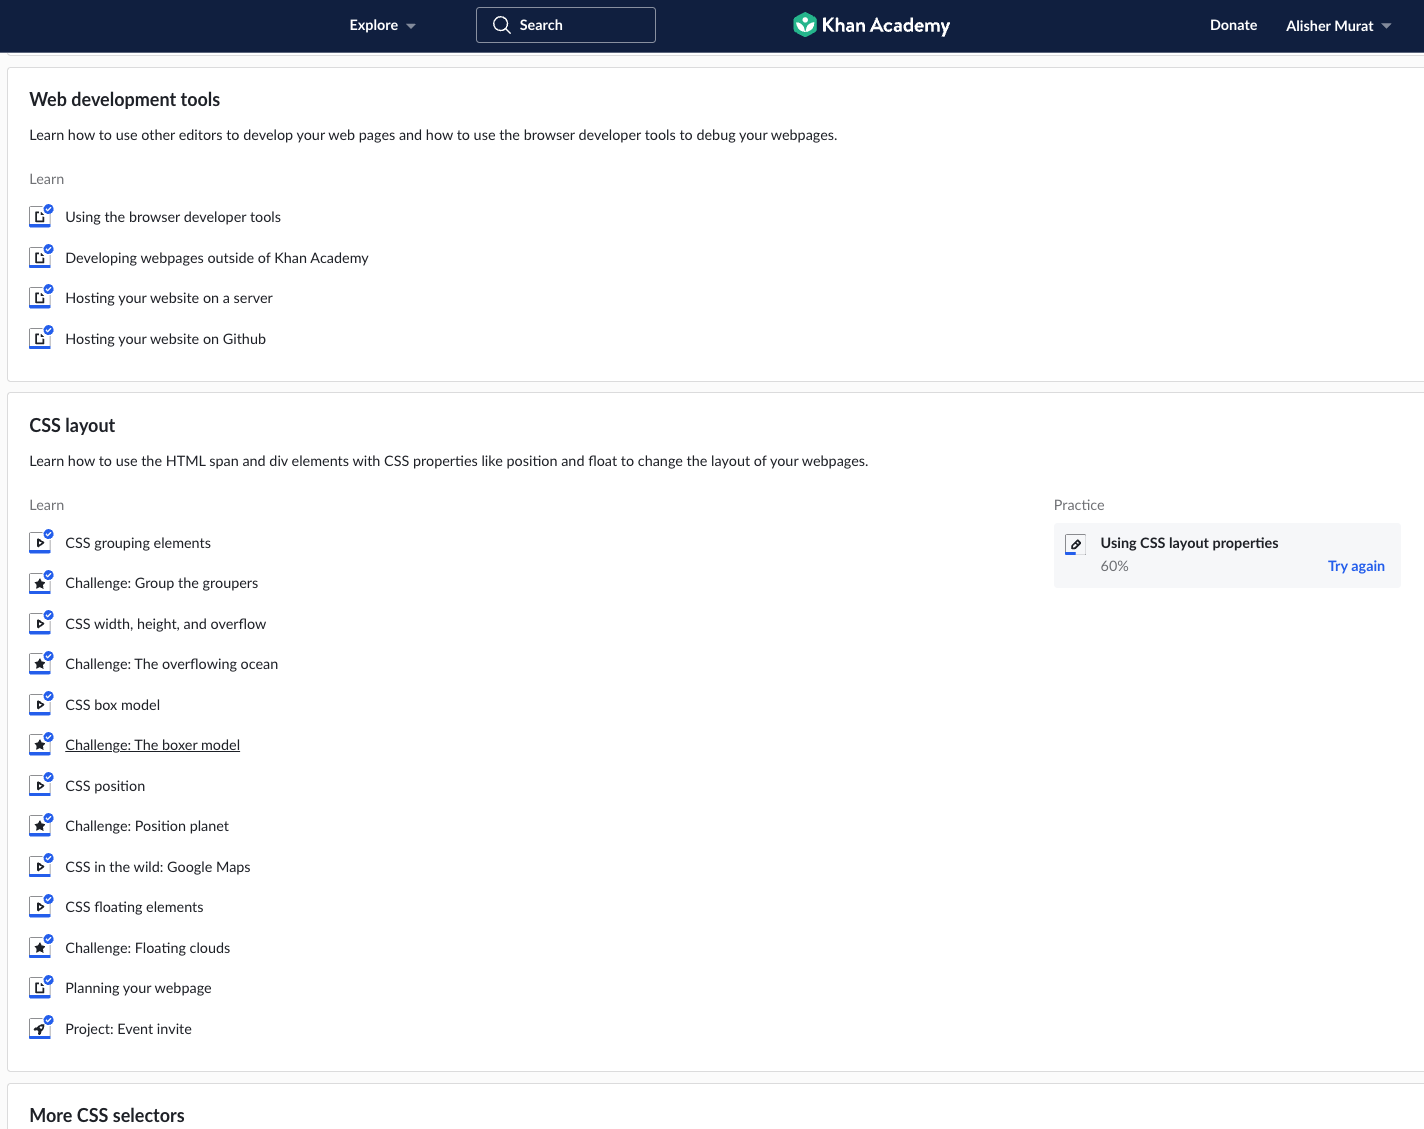 Explore
Search
Khan Academy
Donate
Alisher Murat
Web development tools
Learn how to use other editors to develop your web pages and how to use the browser developer tools to debug your webpages.
Learn
Using the browser developer tools
Developing webpages outside of Khan Academy
Hosting your website on a server
Hosting your website on Github
CSS layout
Learn how to use the HTML span and div elements with CSS properties like position and float to change the layout of your webpages.
Learn
CSS grouping elements
Challenge: Group the groupers
CSS width, height, and overflow
Challenge: The overflowing ocean
CSS box model
Challenge: The boxer model
CSS position
Challenge: Position planet
CSS in the wild: Google Maps
CSS floating elements
Challenge: Floating clouds
Planning your webpage
Project: Event invite
Practice
Using CSS layout properties
60%
Try again
More CSS selectors